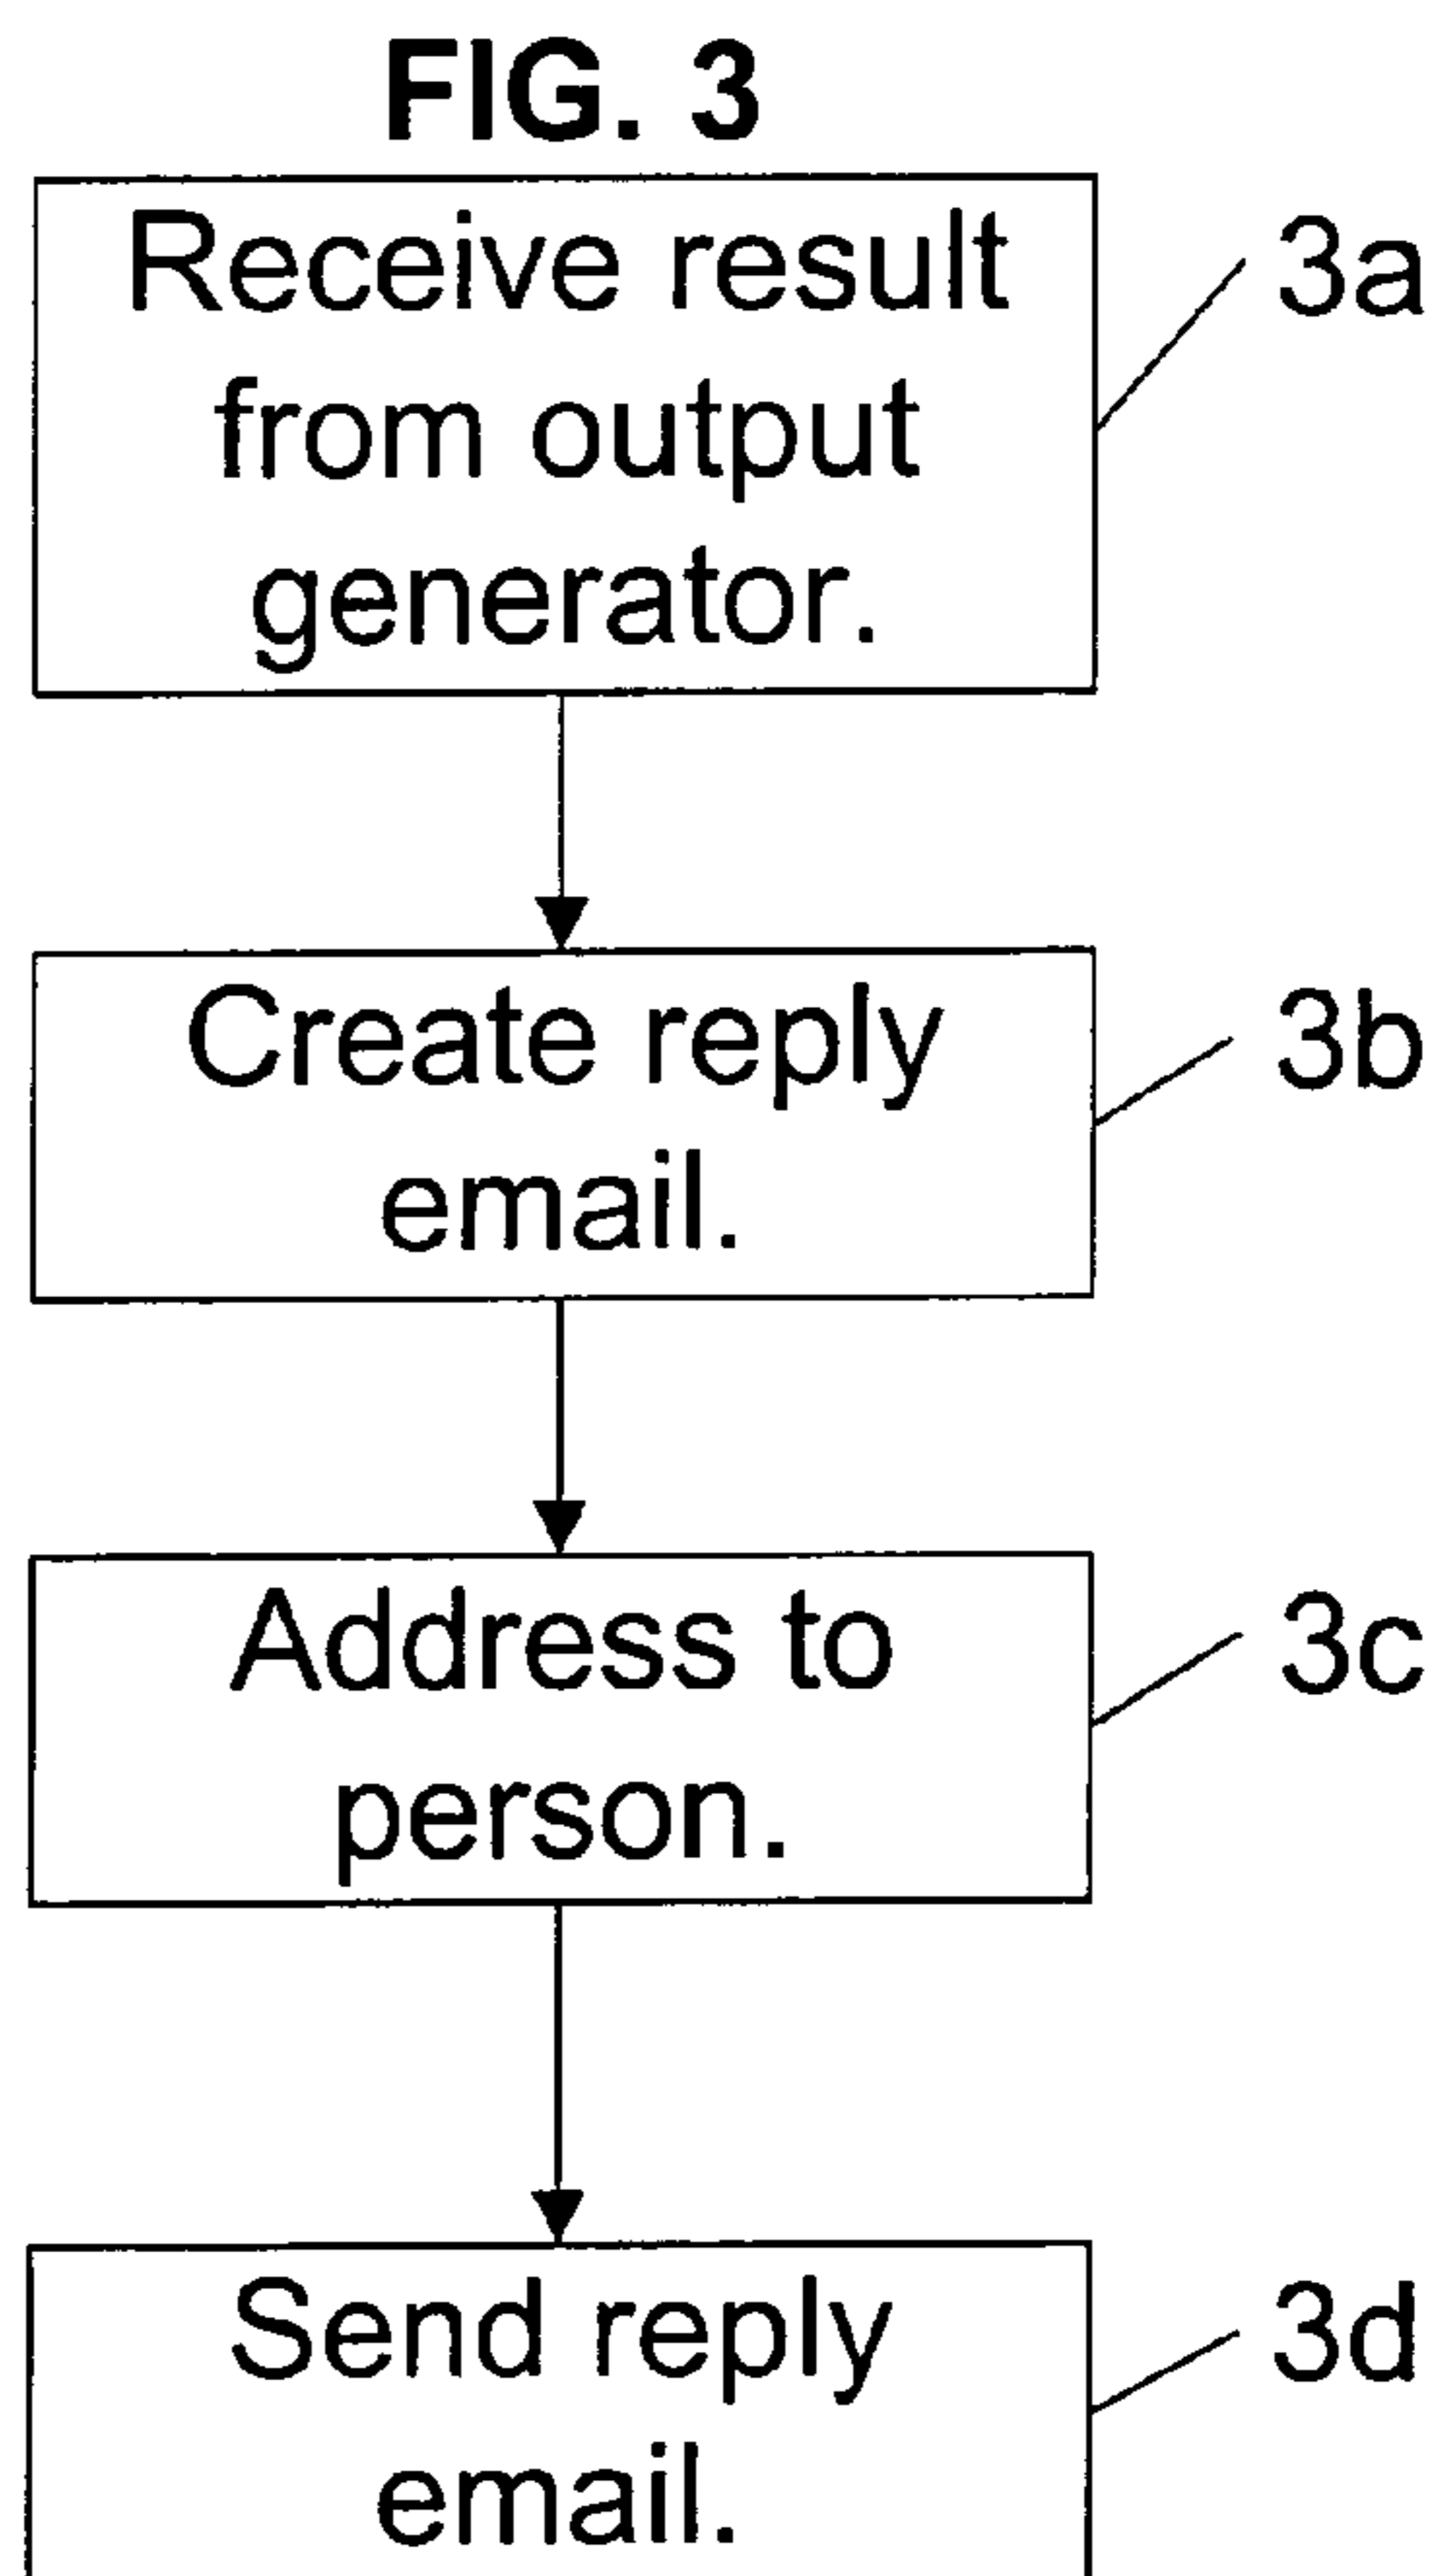 FIG. 3
Receive result
from output
generator.
3a
Create reply
email.
3b
Address to
person.
3c
Send reply
email.
3d